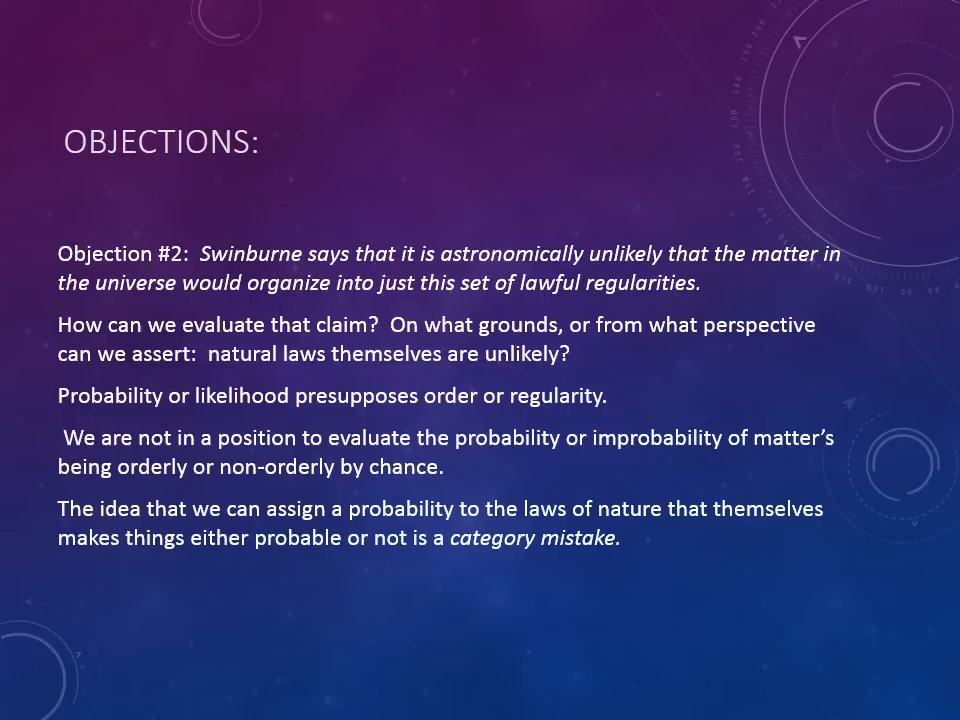 OBJECTIONS:
Objection #2:  Swinburne says that it is astronomically unlikely that the matter in
the universe would organize into just this set of lawful regularities.
How can we evaluate that claim?  On what grounds, or from what perspective
can we assert:  natural laws themselves are unlikely?
Probability or likelihood presupposes order or regularity.
We are not in a position to evaluate the probability or improbability of matter’s
being orderly or non-orderly by chance.
The idea that we can assign a probability to the laws of nature that themselves
makes things either probable or not is a category mistake.